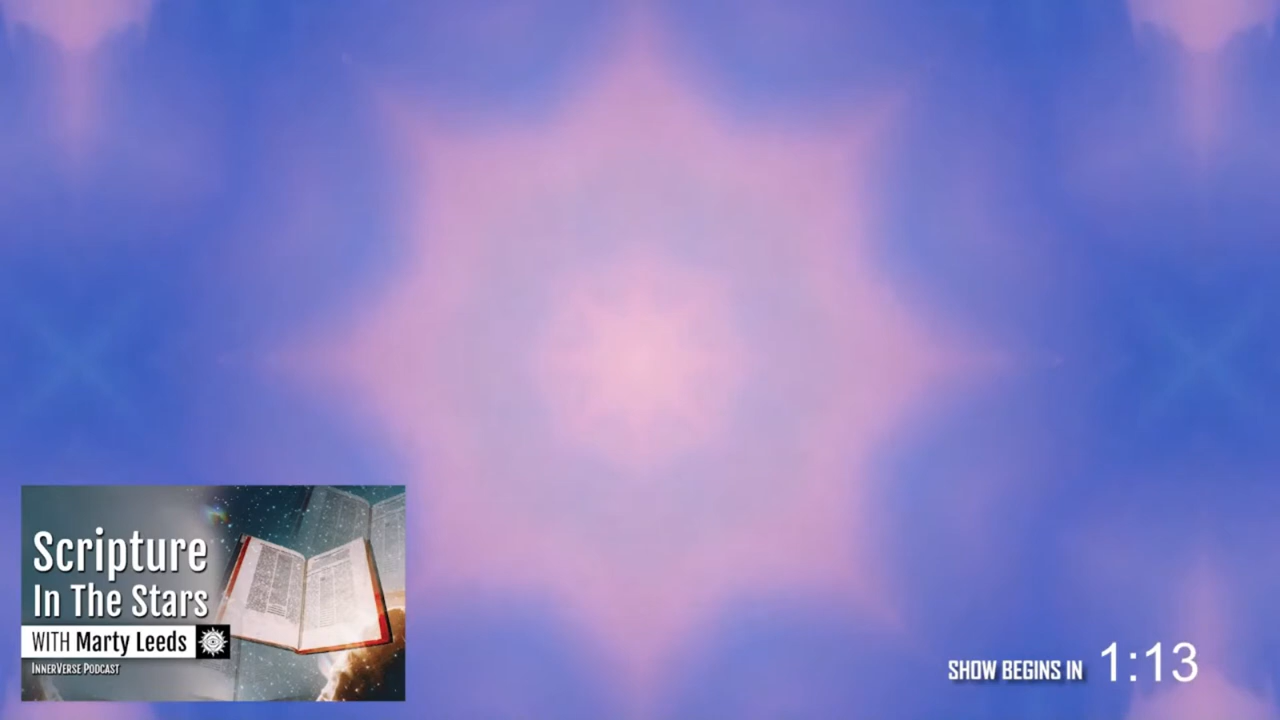 Scripture
In The Stars
WITH Marty Leeds
INNERVERSE PODCAST
SHOW BEGINS IN 1:13